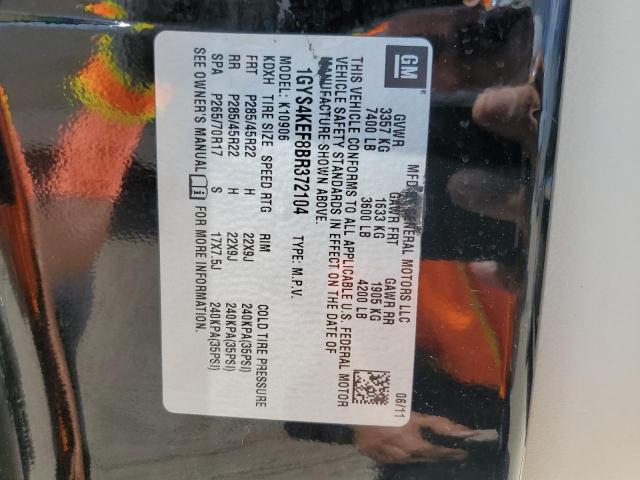 GM
MFD BY GENERAL MOTORS LLC 06/11
GVWR GAWR FRT GAWR RR
3357 KG 1633 KG 1905 KG
7400 LB 3600 LB 4200 LB
THIS VEHICLE CONFORMS TO ALL APPLICABLE U.S. FEDERAL MOTOR
VEHICLE SAFETY STANDARDS IN EFFECT ON THE DATE OF
MANUFACTURE SHOWN ABOVE.
1GYS4KEF8BR372104 TYPE: M.P.V.
MODEL: K10906
KDXH TIRE SIZE SPEED RTG RIM COLD TIRE PRESSURE
FRT P285/45R22 H 22X9J 240KPA(35PSI)
RR P285/45R22 H 22X9J 240KPA(35PSI)
SPA P265/70R17 S 17X7.5J 240KPA(35PSI)
SEE OWNER'S MANUAL FOR MORE INFORMATION.